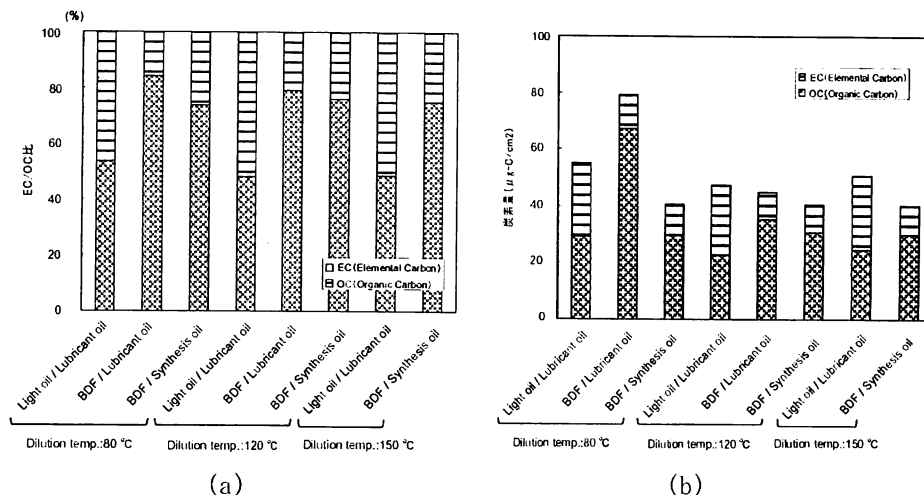 (%)
100
80
60
40
20
0
EC/OC比
EC(Elemental Carbon)
OC(Organic Carbon)
Light oil / Lubricant oil
BDF / Lubricant oil
BDF / Synthesis oil
Light oil / Lubricant oil
BDF / Lubricant oil
BDF / Synthesis oil
Light oil / Lubricant oil
BDF / Synthesis oil
Dilution temp.:80 °C
Dilution temp.:120 °C
Dilution temp.:150 °C
(a)
100
80
60
40
20
0
炭素量(μg-C/cm2)
EC(Elemental Carbon)
OC(Organic Carbon)
Light oil / Lubricant oil
BDF / Lubricant oil
BDF / Synthesis oil
Light oil / Lubricant oil
BDF / Lubricant oil
BDF / Synthesis oil
Light oil / Lubricant oil
BDF / Synthesis oil
Dilution temp.:80 °C
Dilution temp.:120 °C
Dilution temp.:150 °C
(b)